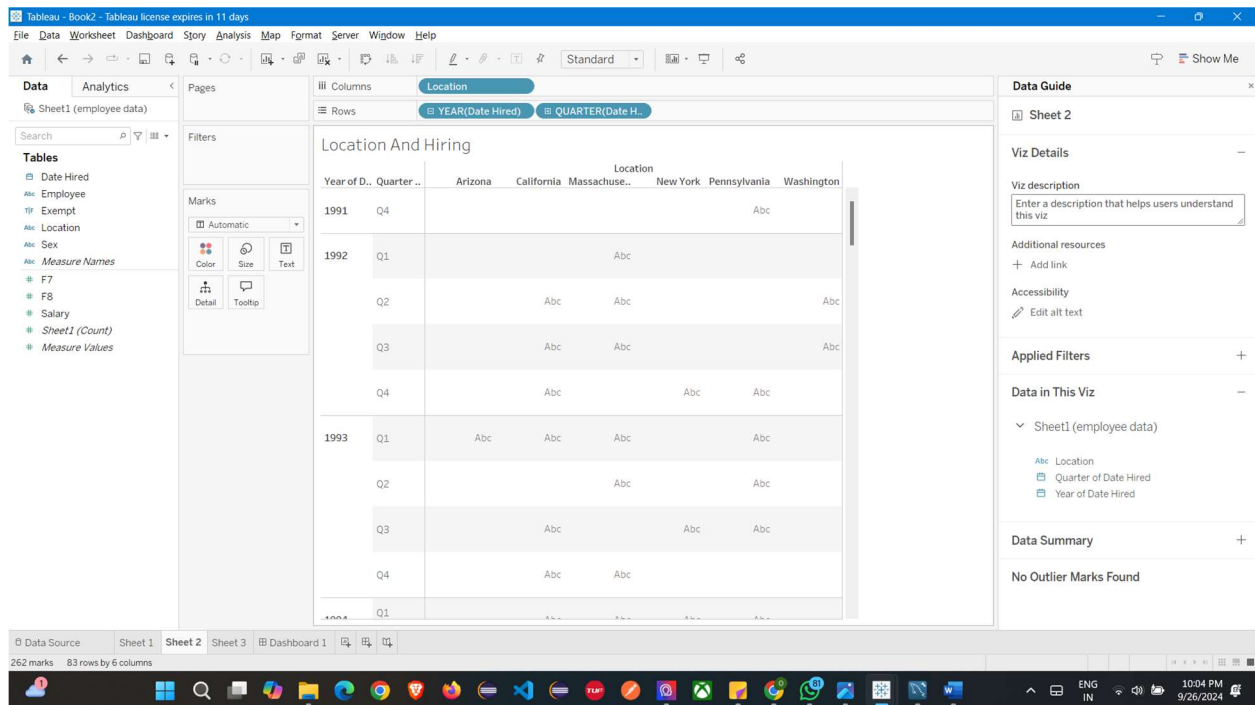 Tableau - Book2 - Tableau license expires in 11 days
File Data Worksheet Dashboard Story Analysis Map Format Server Window Help
Standard
Show Me
Data Analytics
Sheet1 (employee data)
Search
Tables
Date Hired
Abc Employee
T|F Exempt
Abc Location
Abc Sex
Abc Measure Names
# F7
# F8
# Salary
# Sheet1 (Count)
# Measure Values
Pages
Filters
Marks
Automatic
Color Size Text
Detail Tooltip
Columns Location
Rows YEAR(Date Hired) QUARTER(Date H..
Location And Hiring
Location
Year of D.. Quarter .. Arizona California Massachuse.. New York Pennsylvania Washington
1991 Q4 Abc
1992 Q1 Abc
Q2 Abc Abc Abc
Q3 Abc Abc Abc
Q4 Abc Abc Abc
1993 Q1 Abc Abc Abc Abc
Q2 Abc Abc
Q3 Abc Abc Abc
Q4 Abc Abc
Q1
Data Guide
Sheet 2
Viz Details
Viz description
Enter a description that helps users understand
this viz
Additional resources
Add link
Accessibility
Edit alt text
Applied Filters
Data in This Viz
Sheet1 (employee data)
Abc Location
Quarter of Date Hired
Year of Date Hired
Data Summary
No Outlier Marks Found
Data Source Sheet 1 Sheet 2 Sheet 3 Dashboard 1
262 marks 83 rows by 6 columns
1
TUF
81
ENG
IN
10:04 PM
9/26/2024